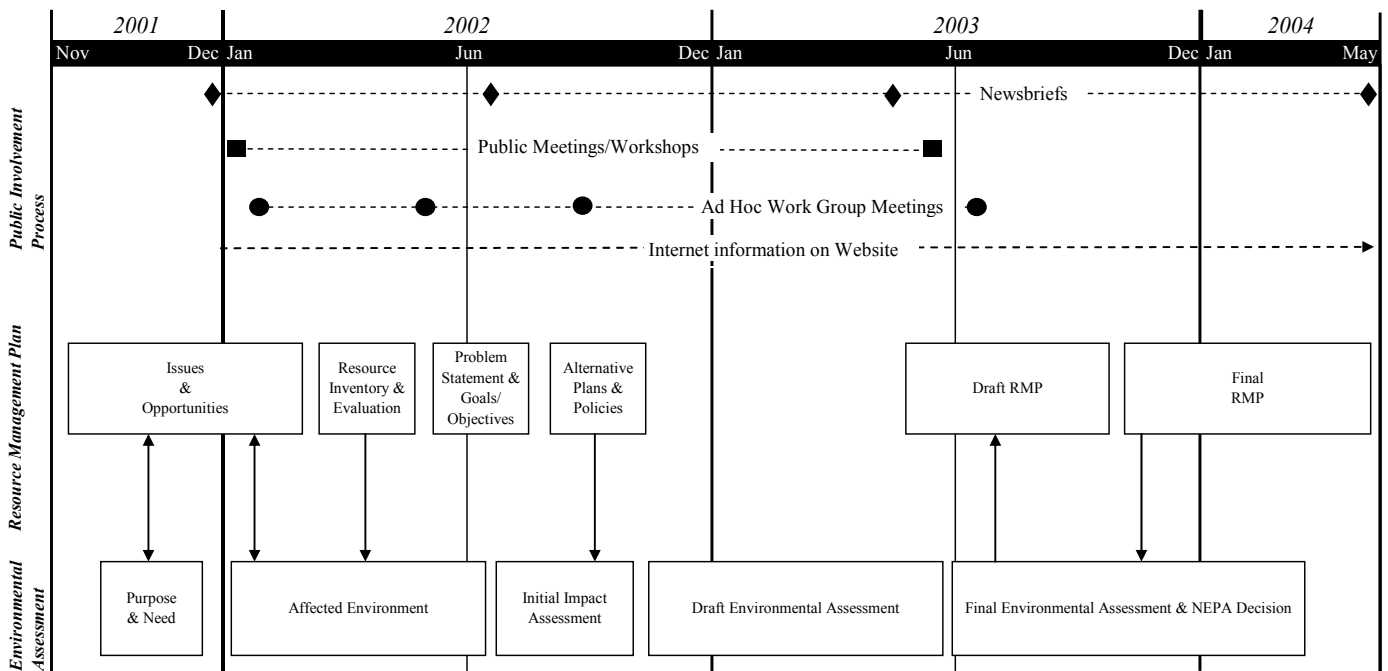 2001 2002 2003 2004
Nov Dec Jan Jun Dec Jan Jun Dec Jan May
Public Involvement
Process
Newsbriefs
Public Meetings/Workshops
Ad Hoc Work Group Meetings
Internet information on Website
Resource Management Plan
Issues
&
Opportunities
Resource
Inventory &
Evaluation
Problem
Statement &
Goals/
Objectives
Alternative
Plans &
Policies
Draft RMP
Final
RMP
Environmental
Assessment
Purpose
& Need
Affected Environment
Initial Impact
Assessment
Draft Environmental Assessment
Final Environmental Assessment & NEPA Decision